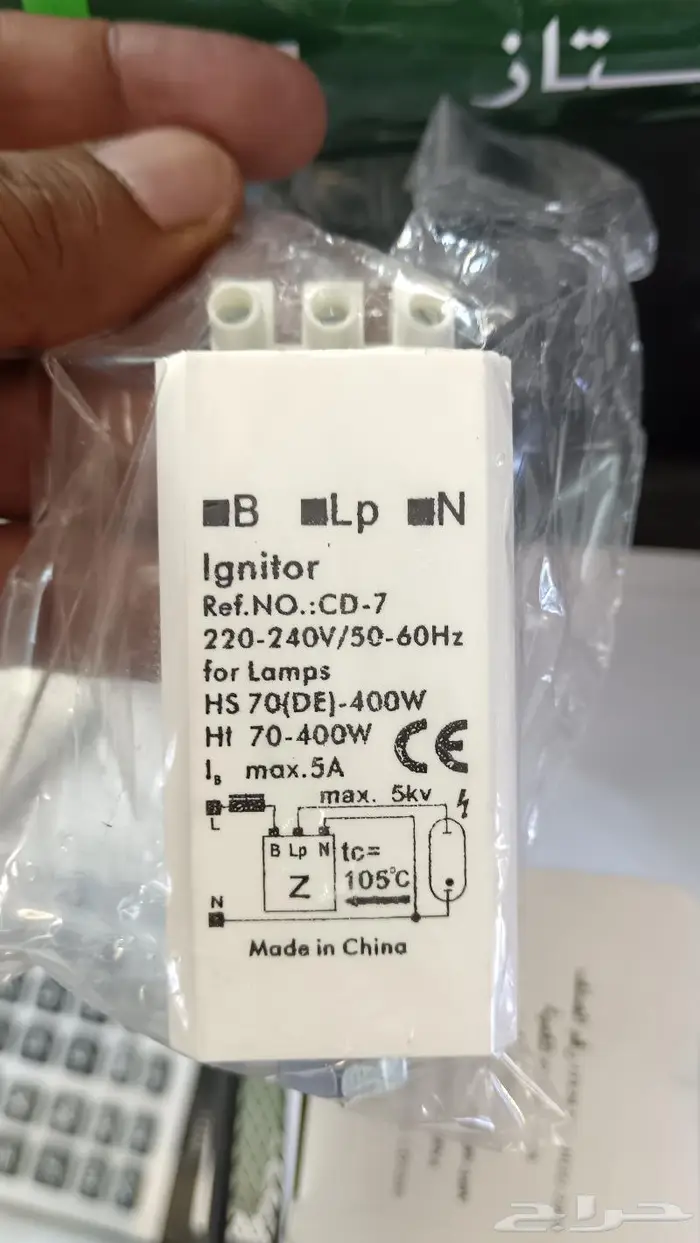 ـتاز
B Lp N
Ignitor
Ref.NO.:CD-7
220-240V/50-60Hz
for Lamps
HS 70(DE)-400W
HI 70-400W CE
IB max.5A
max. 5kv
L
B Lp N tc=
Z 105°C
N
Made in China
حراج